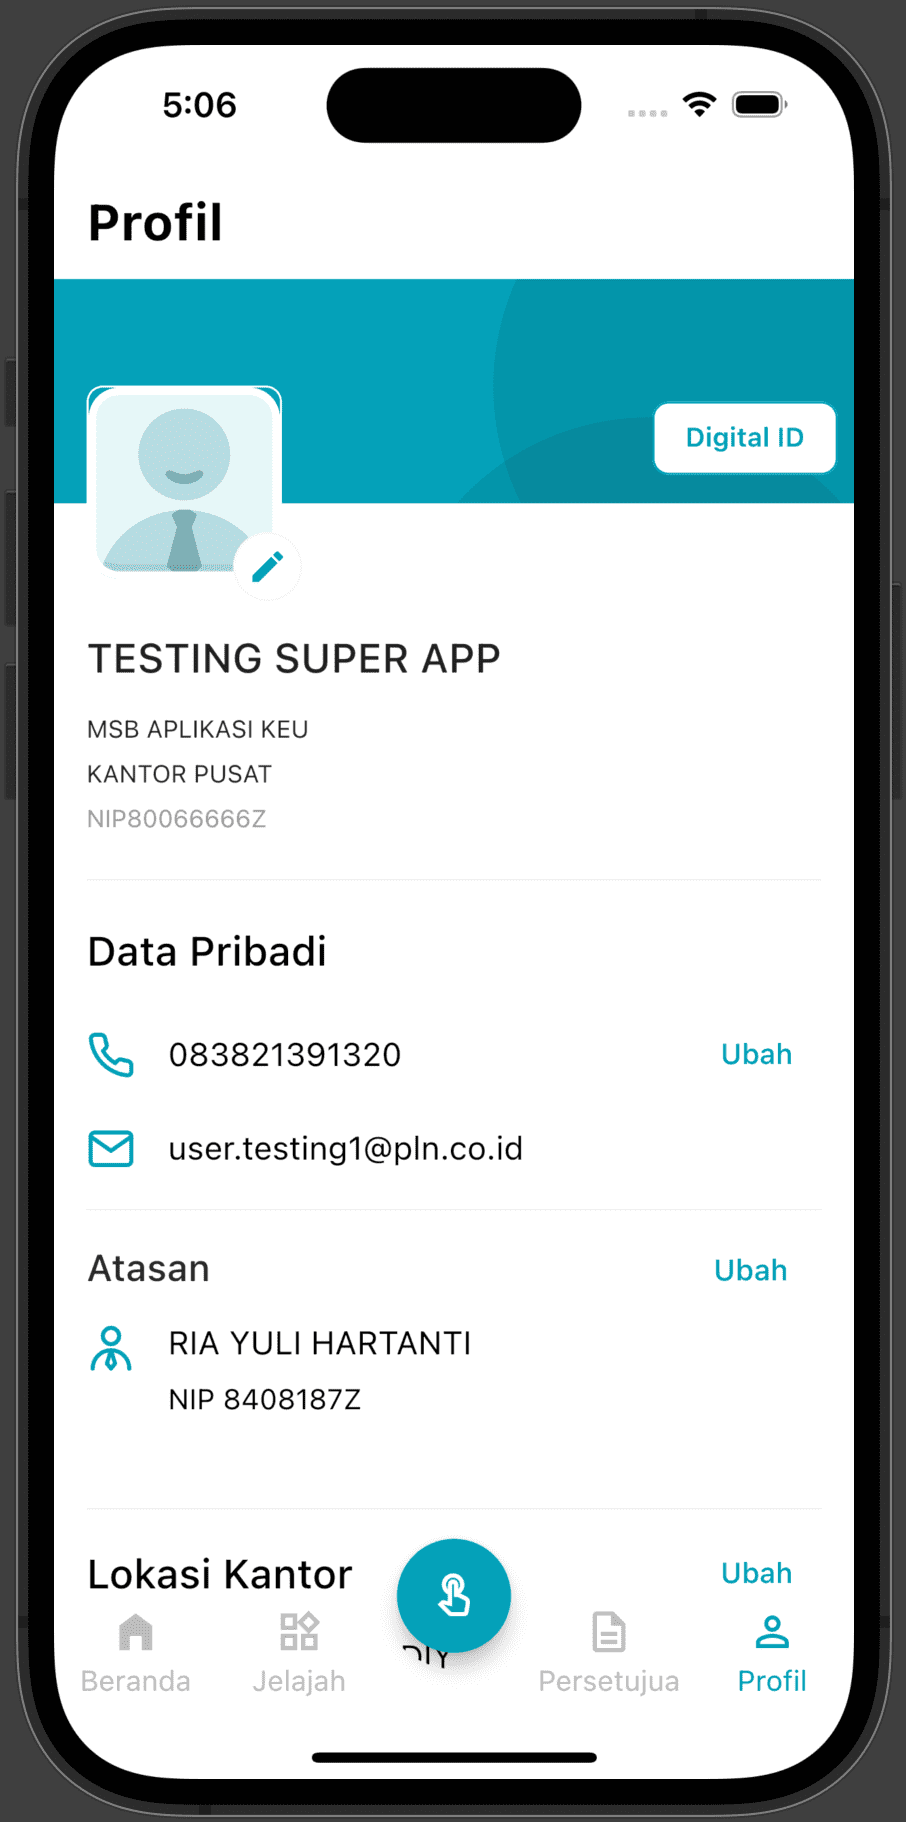 5:06
Profil
Digital ID
TESTING SUPER APP
MSB APLIKASI KEU
KANTOR PUSAT
NIP80066666Z
Data Pribadi
083821391320
Ubah
user.testing1@pln.co.id
Atasan
Ubah
RIA YULI HARTANTI
NIP 8408187Z
Lokasi Kantor
Ubah
Beranda
Jelajah
Persetujua
Profil